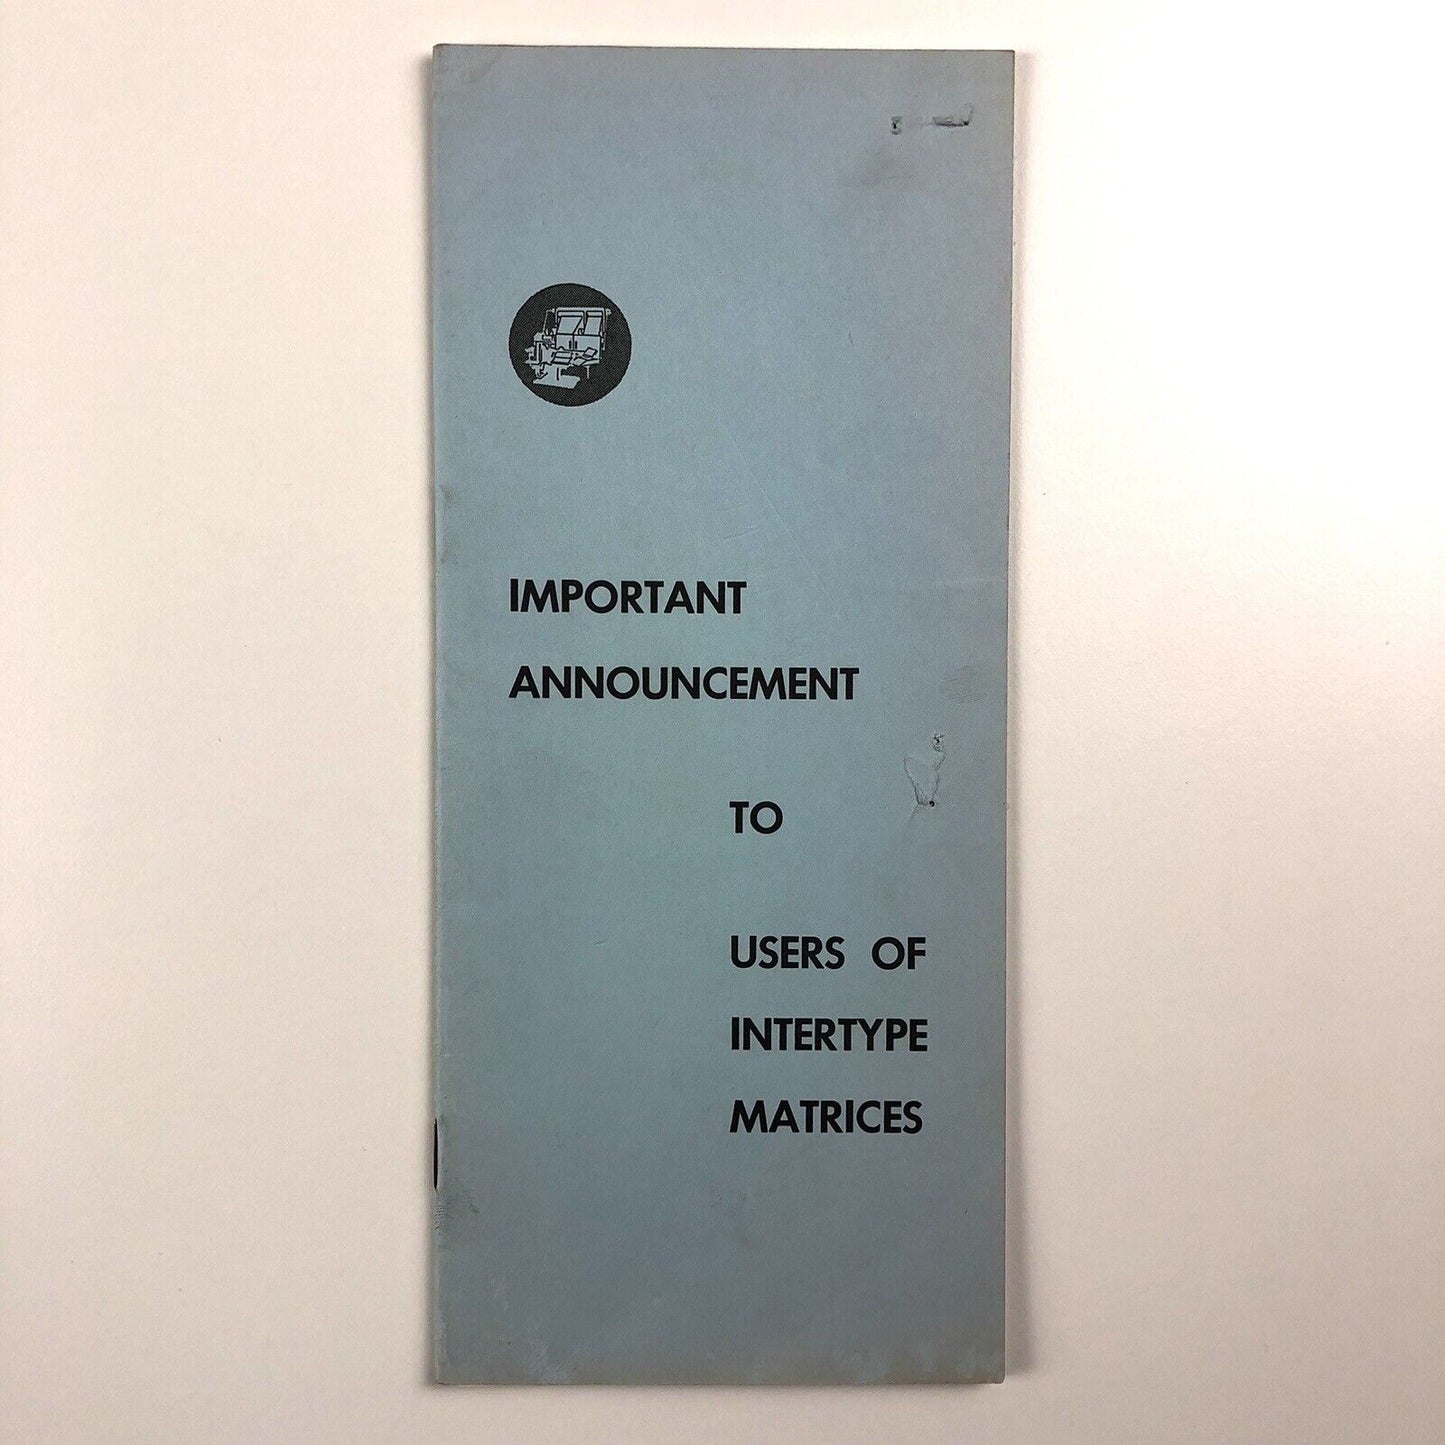 IMPORTANT
ANNOUNCEMENT
TO
USERS OF
INTERTYPE
MATRICES